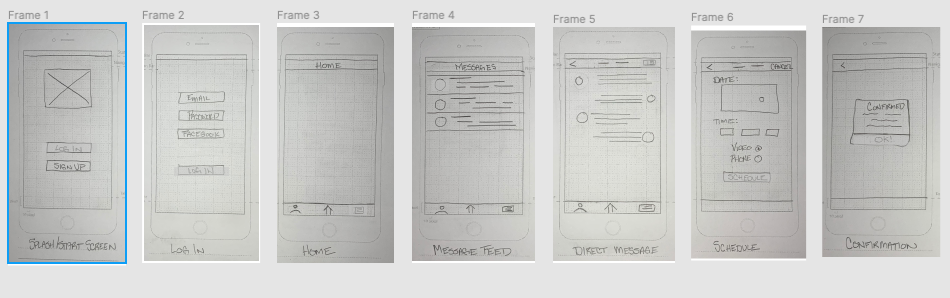 Frame 1
LOG IN
SIGN UP
SPLASH/START SCREEN
Frame 2
EMAIL
PASSWORD
FACEBOOK
LOG IN
LOG IN
Frame 3
HOME
HOME
Frame 4
MESSAGES
MESSAGE FEED
Frame 5
DIRECT MESSAGE
Frame 6
CANCEL
DATE:
TIME:
VIDEO
PHONE
SCHEDULE
SCHEDULE
Frame 7
CONFIRMED
OK!
CONFIRMATION